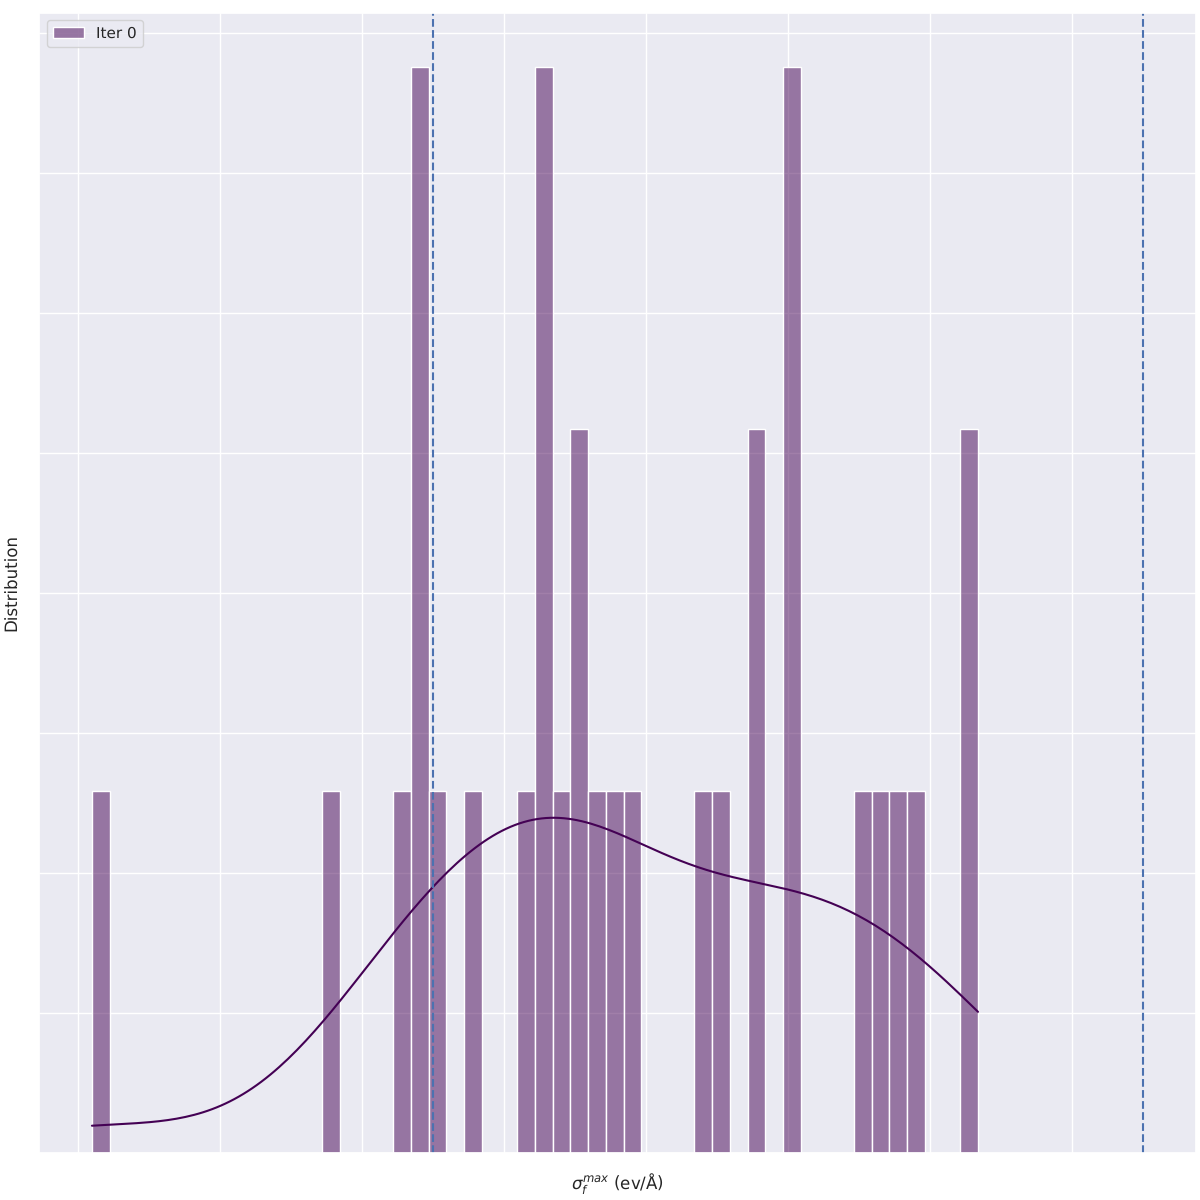 Iter 0
Distribution
σ_f^{max} (ev/Å)